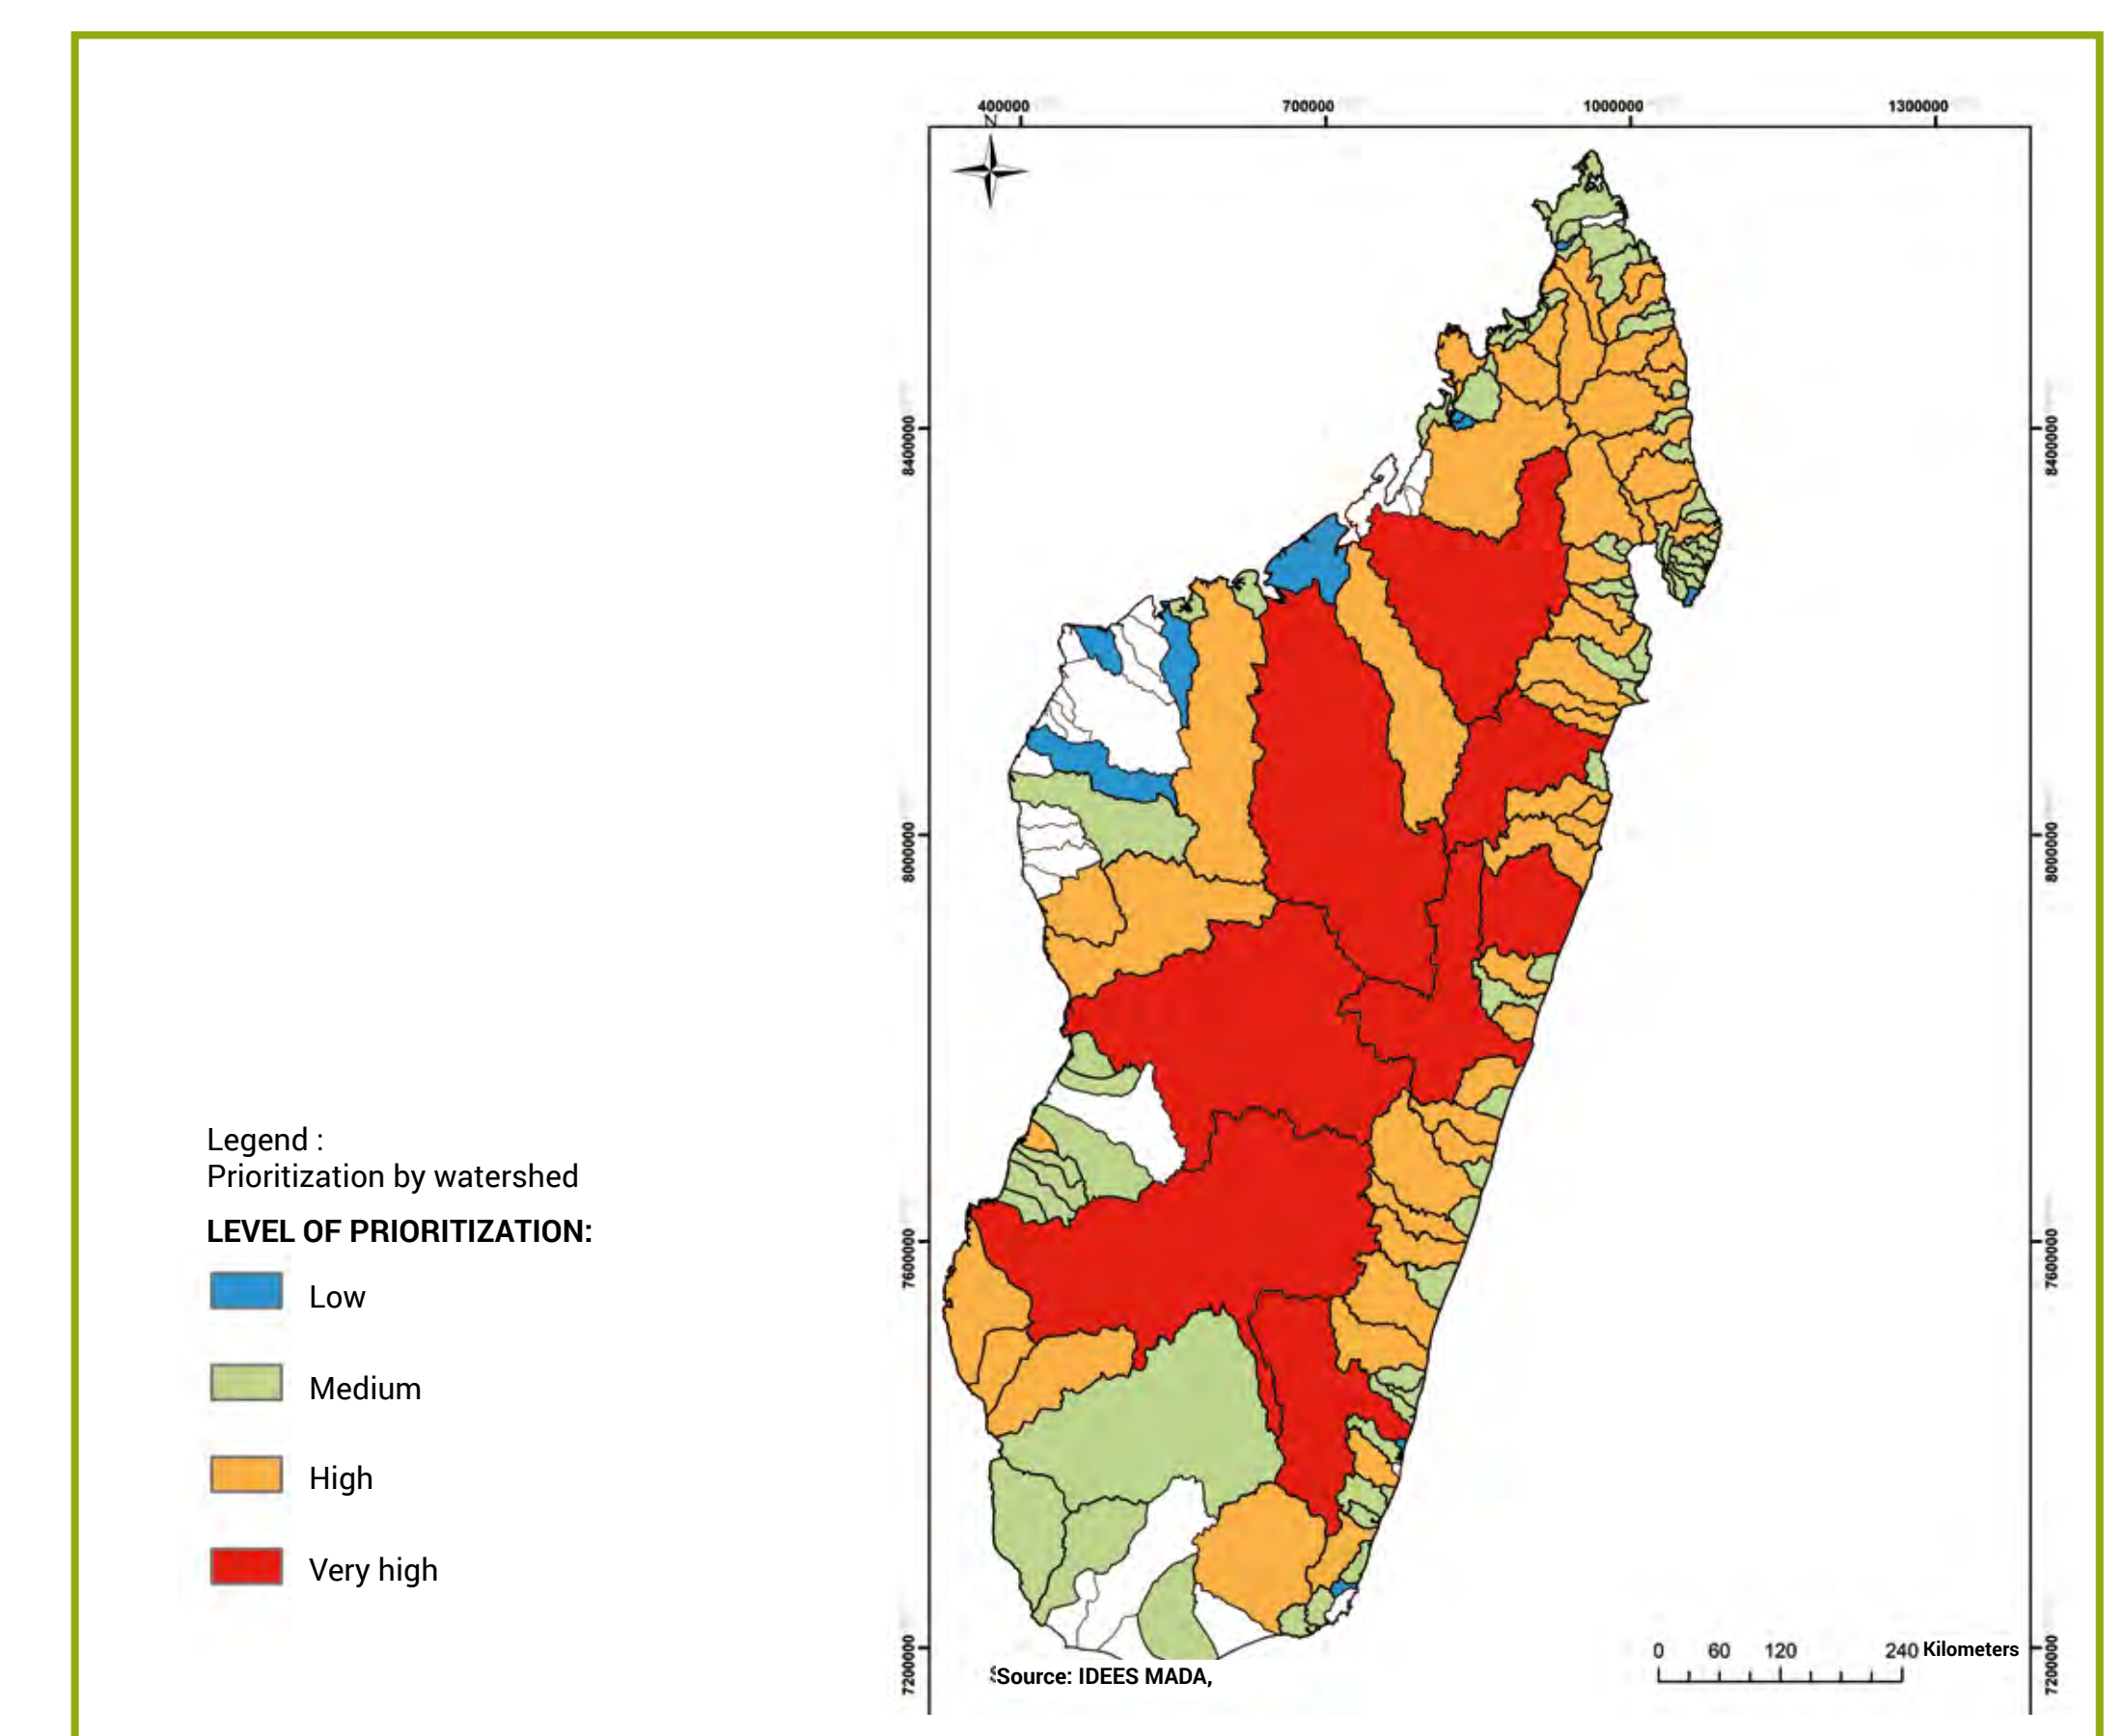 400000 700000 1000000 1300000
N
8400000 8400000
8000000 8000000
Legend :
Prioritization by watershed
LEVEL OF PRIORITIZATION:
7600000 7600000
Low
Medium
High
Very high
7200000 7200000
0 60 120 240 Kilometers
Source: IDEES MADA,